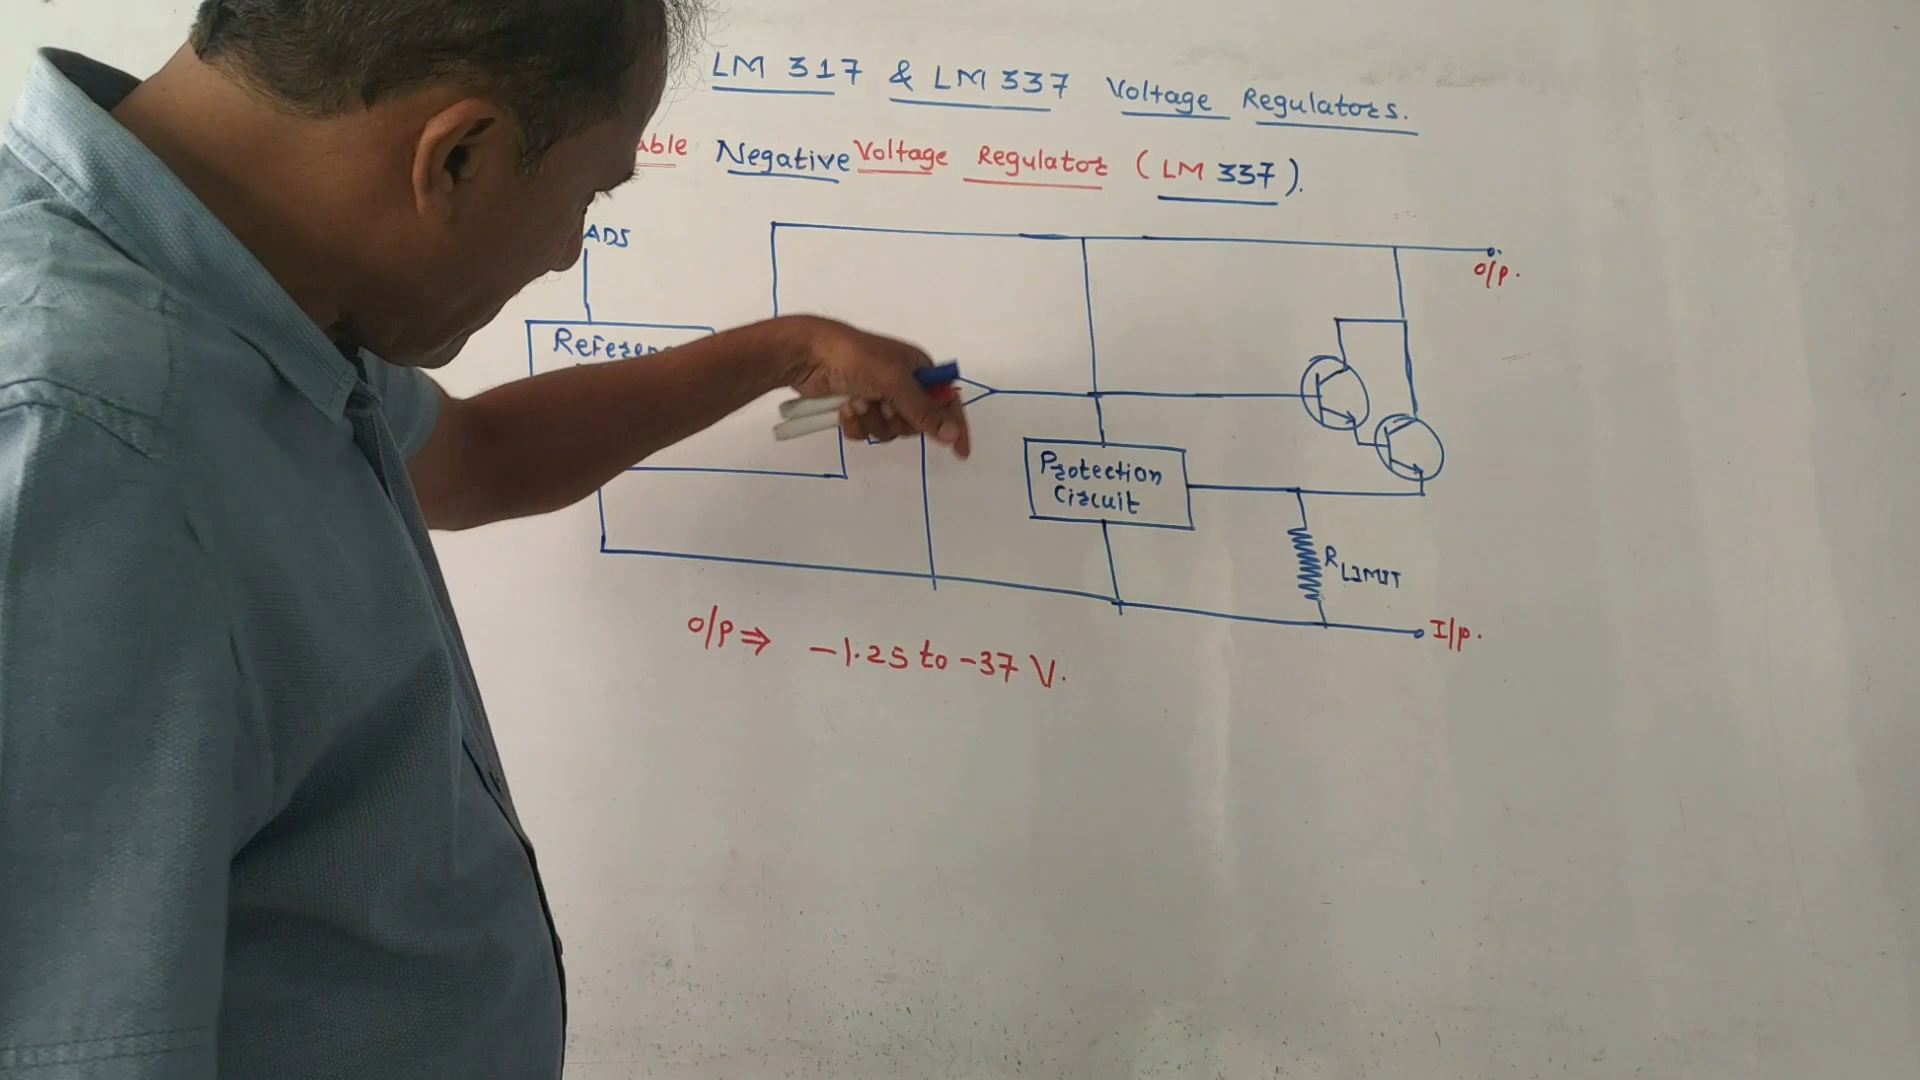 LM 317 & LM 337 Voltage Regulators.
Negative Voltage Regulator (LM 337).
ADJ
O/P.
Protection
Circuit
RLIMIT
I/P.
O/P ⇒ -1.25 to -37 V.